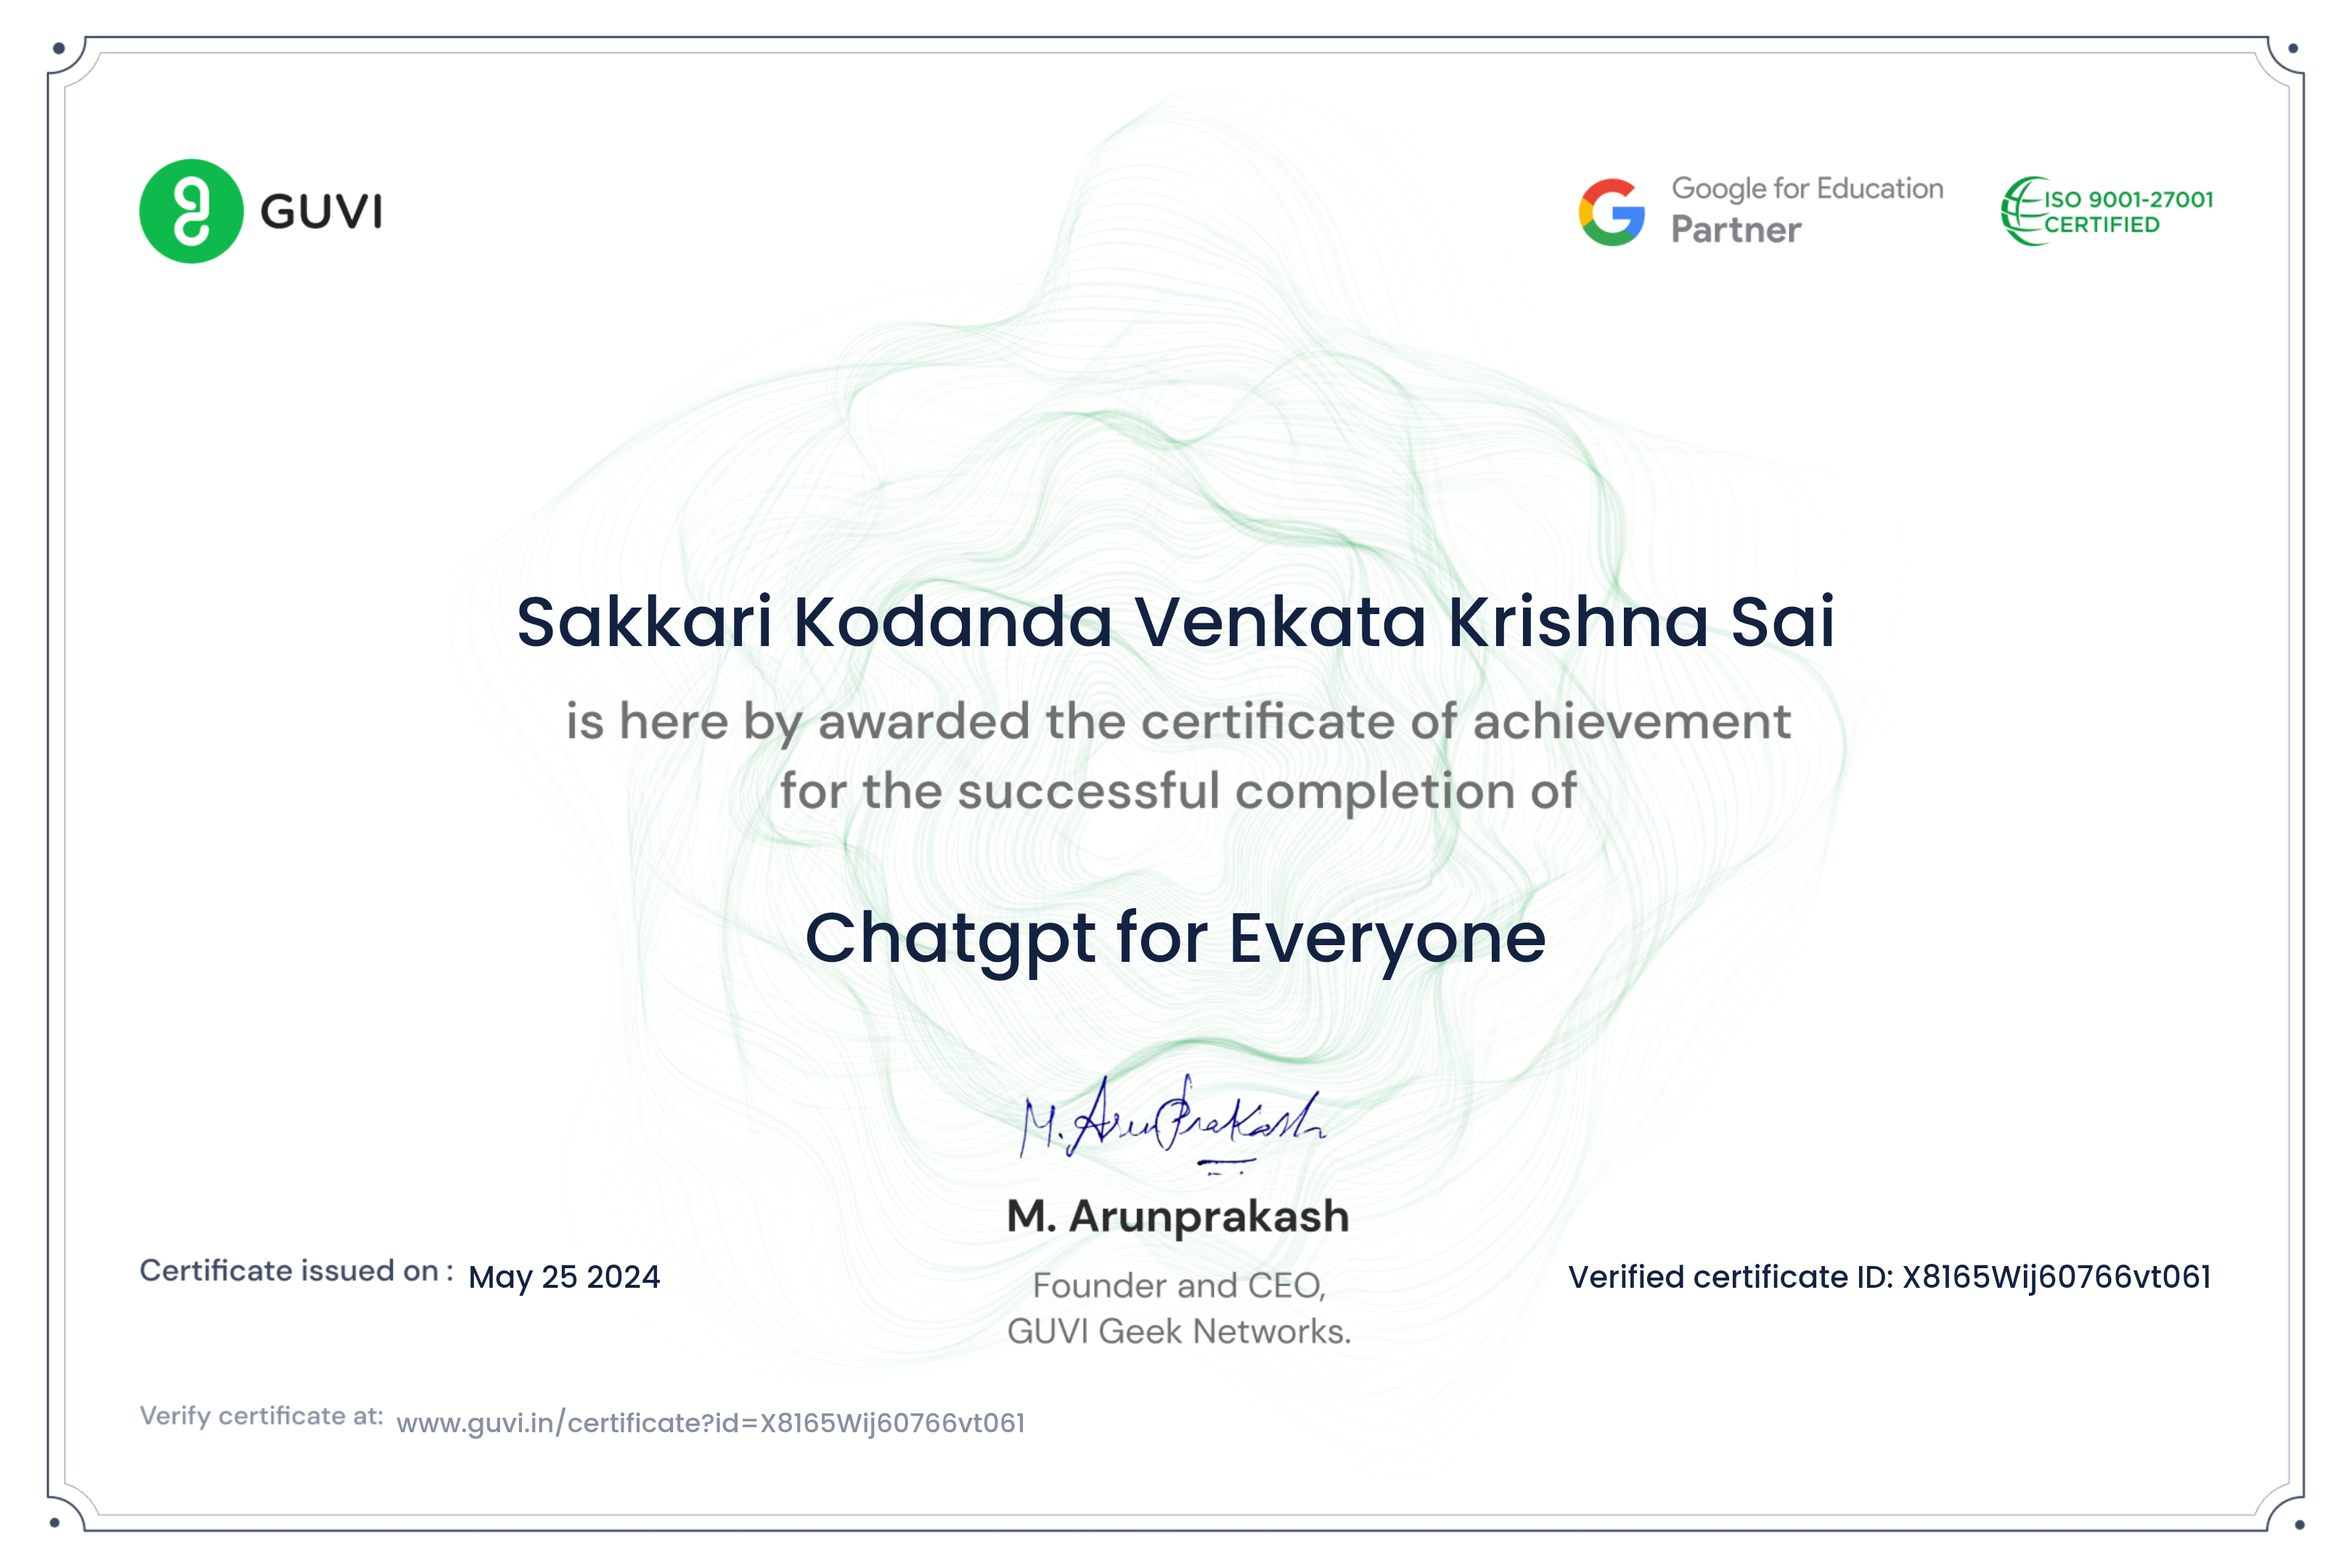 GUVI
Google for Education
Partner
ISO 9001-27001
CERTIFIED
Sakkari Kodanda Venkata Krishna Sai
is here by awarded the certificate of achievement
for the successful completion of
Chatgpt for Everyone
M. Arunprakash
M. Arunprakash
Founder and CEO,
GUVI Geek Networks.
Certificate issued on : May 25 2024
Verified certificate ID: X8165Wij60766vt061
Verify certificate at: www.guvi.in/certificate?id=X8165Wij60766vt061